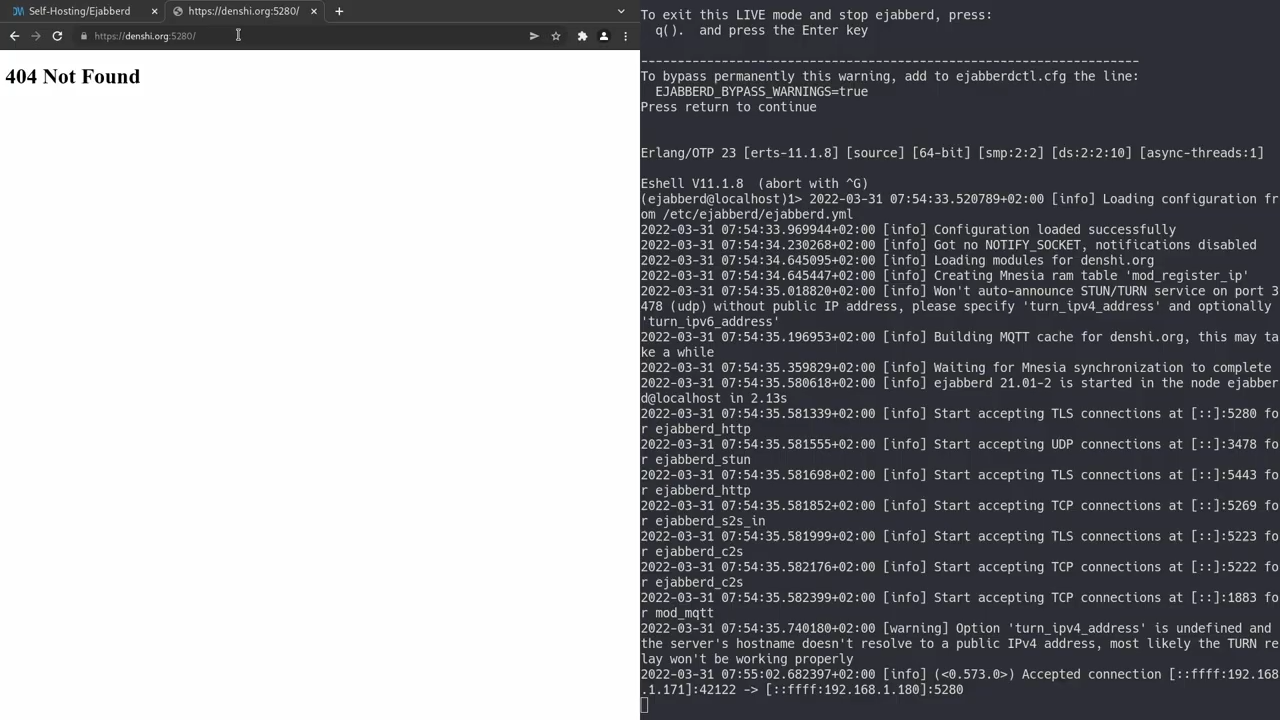 Self-Hosting/Ejabberd
https://denshi.org:5280/
https://denshi.org:5280/
404 Not Found
To exit this LIVE mode and stop ejabberd, press:
q().  and press the Enter key
--------------------------------------------------------------------
To bypass permanently this warning, add to ejabberdctl.cfg the line:
EJABBERD_BYPASS_WARNINGS=true
Press return to continue
Erlang/OTP 23 [erts-11.1.8] [source] [64-bit] [smp:2:2] [ds:2:2:10] [async-threads:1]
Eshell V11.1.8  (abort with ^G)
(ejabberd@localhost)1> 2022-03-31 07:54:33.520789+02:00 [info] Loading configuration fr
om /etc/ejabberd/ejabberd.yml
2022-03-31 07:54:33.969944+02:00 [info] Configuration loaded successfully
2022-03-31 07:54:34.230268+02:00 [info] Got no NOTIFY_SOCKET, notifications disabled
2022-03-31 07:54:34.645095+02:00 [info] Loading modules for denshi.org
2022-03-31 07:54:34.645447+02:00 [info] Creating Mnesia ram table 'mod_register_ip'
2022-03-31 07:54:35.018820+02:00 [info] Won't auto-announce STUN/TURN service on port 3
478 (udp) without public IP address, please specify 'turn_ipv4_address' and optionally
'turn_ipv6_address'
2022-03-31 07:54:35.196953+02:00 [info] Building MQTT cache for denshi.org, this may ta
ke a while
2022-03-31 07:54:35.359829+02:00 [info] Waiting for Mnesia synchronization to complete
2022-03-31 07:54:35.580618+02:00 [info] ejabberd 21.01-2 is started in the node ejabber
d@localhost in 2.13s
2022-03-31 07:54:35.581339+02:00 [info] Start accepting TLS connections at [::]:5280 fo
r ejabberd_http
2022-03-31 07:54:35.581555+02:00 [info] Start accepting UDP connections at [::]:3478 fo
r ejabberd_stun
2022-03-31 07:54:35.581698+02:00 [info] Start accepting TLS connections at [::]:5443 fo
r ejabberd_http
2022-03-31 07:54:35.581852+02:00 [info] Start accepting TCP connections at [::]:5269 fo
r ejabberd_s2s_in
2022-03-31 07:54:35.581999+02:00 [info] Start accepting TLS connections at [::]:5223 fo
r ejabberd_c2s
2022-03-31 07:54:35.582176+02:00 [info] Start accepting TCP connections at [::]:5222 fo
r ejabberd_c2s
2022-03-31 07:54:35.582399+02:00 [info] Start accepting TCP connections at [::]:1883 fo
r mod_mqtt
2022-03-31 07:54:35.740180+02:00 [warning] Option 'turn_ipv4_address' is undefined and
the server's hostname doesn't resolve to a public IPv4 address, most likely the TURN re
lay won't be working properly
2022-03-31 07:55:02.682397+02:00 [info] (<0.573.0>) Accepted connection [::ffff:192.168
.1.171]:42122 -> [::ffff:192.168.1.180]:5280